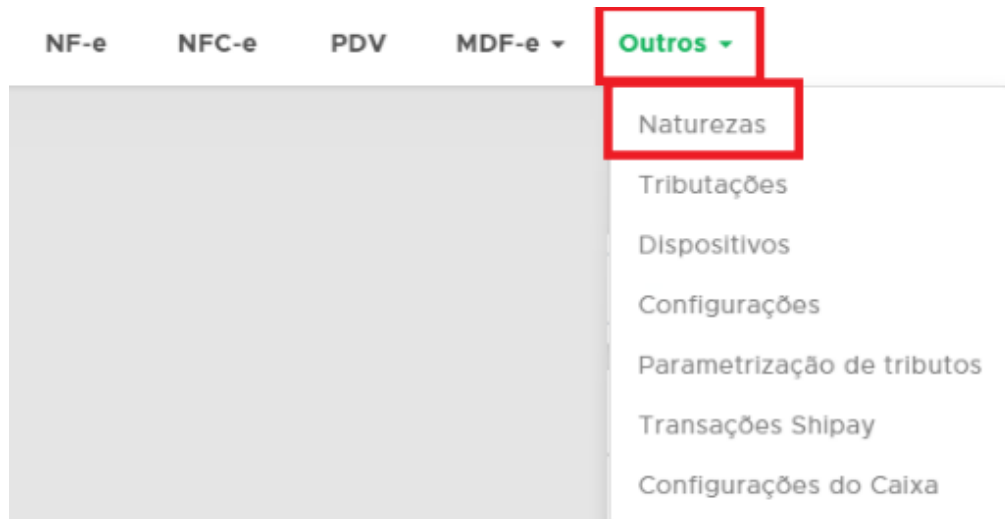 NF-e NFC-e PDV MDF-e Outros
Naturezas
Tributações
Dispositivos
Configurações
Parametrização de tributos
Transações Shipay
Configurações do Caixa